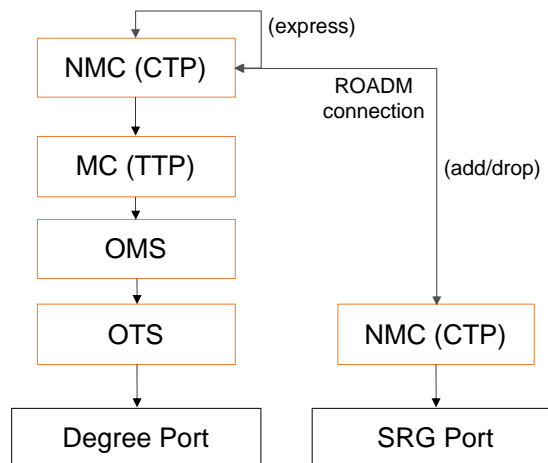 (express)
NMC (CTP)
ROADM
connection
(add/drop)
MC (TTP)
OMS
OTS
NMC (CTP)
Degree Port
SRG Port